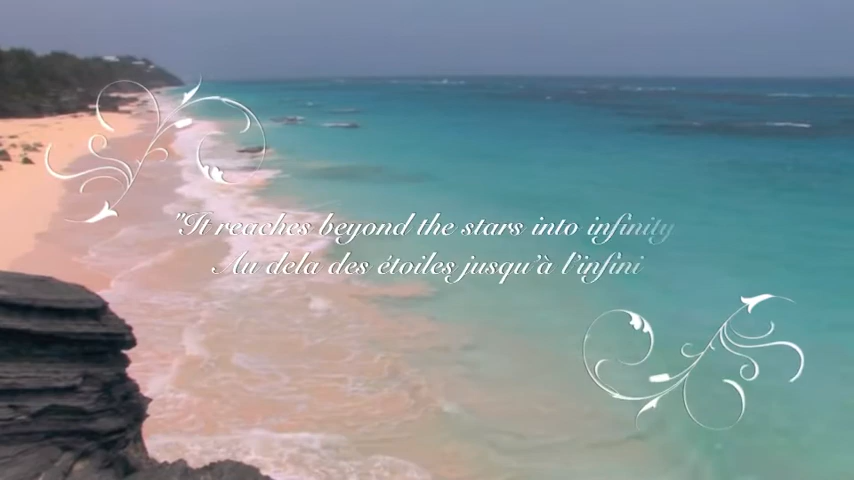 "It reaches beyond the stars into infinity
Au dela des étoiles jusqu'à l'infini